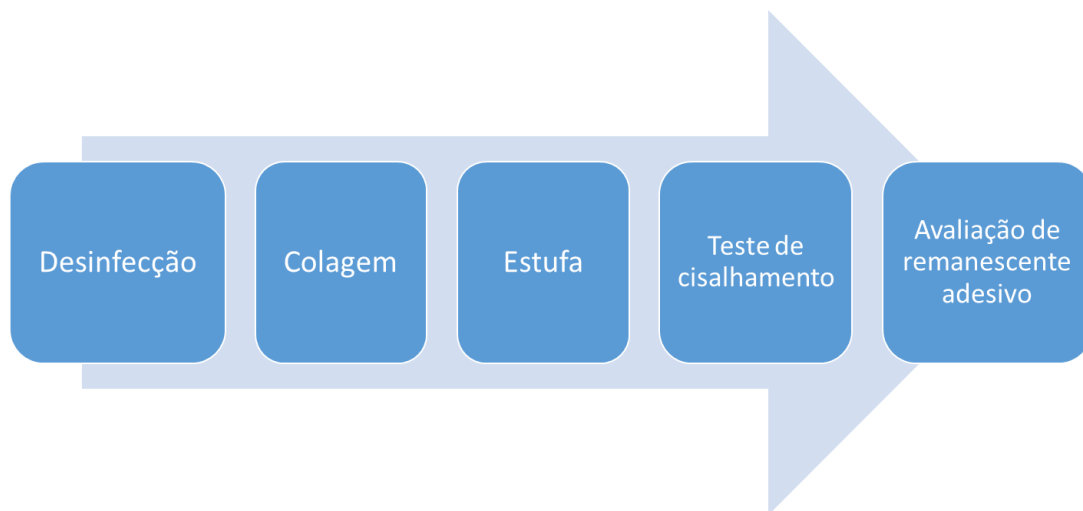 Desinfecção
Colagem
Estufa
Teste de
cisalhamento
Avaliação de
remanescente
adesivo